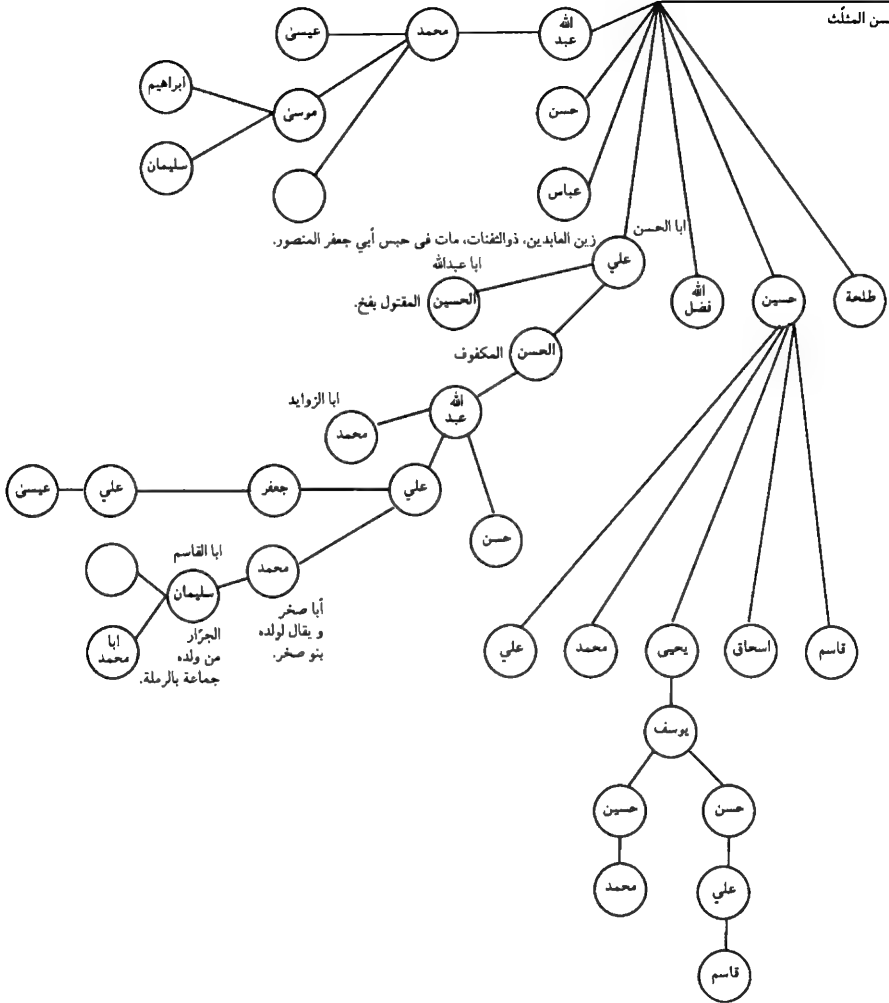 سن المثلّث
عبد الله
محمد
عيسىٰ
ابراهيم
موسىٰ
سليمان
حسن
عباس
ابا الحسن
علي
زين العابدين، ذوالثفنات، مات فى حبس أبي جعفر المنصور.
ابا عبدالله
الحسين
المقتول بفخ.
طلحة
حسين
فضل الله
الحسن
المكفوف
عبد الله
ابا الزوايد
محمد
علي
جعفر
علي
عيسىٰ
حسن
محمد
أبا صخر
و يقال لولده
بنو صخر.
ابا القاسم
سليمان
الجزّار
من ولده
جماعة بالرملة.
ابا
محمد
قاسم
اسحاق
يحيى
محمد
علي
يوسف
حسن
حسين
علي
محمد
قاسم